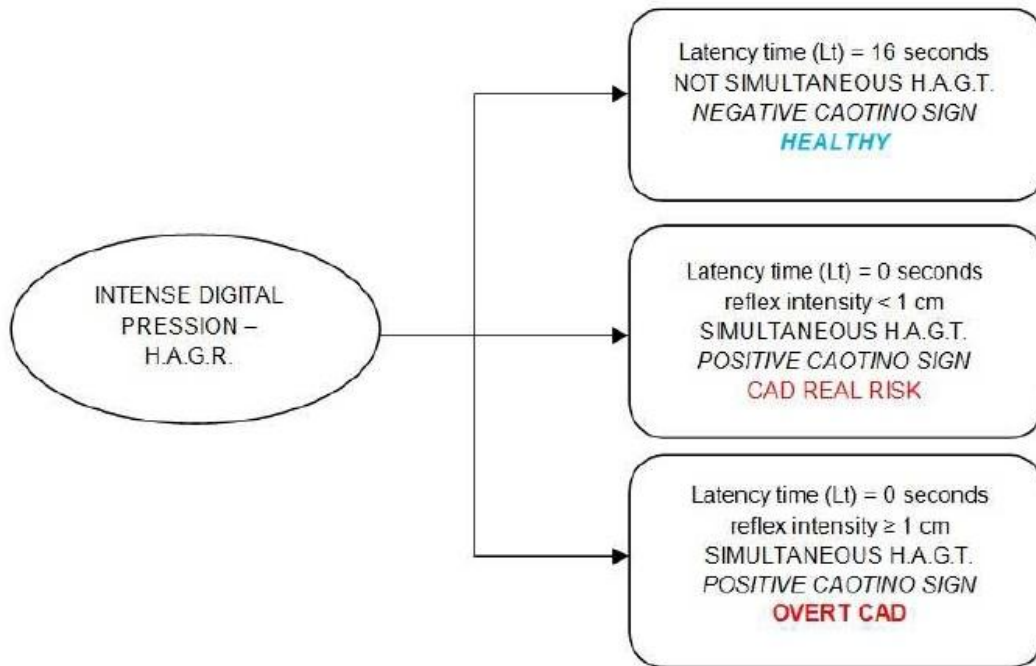 Latency time (Lt) = 16 seconds
NOT SIMULTANEOUS H.A.G.T.
NEGATIVE CAOTINO SIGN
HEALTHY
INTENSE DIGITAL
PRESSION –
H.A.G.R.
Latency time (Lt) = 0 seconds
reflex intensity < 1 cm
SIMULTANEOUS H.A.G.T.
POSITIVE CAOTINO SIGN
CAD REAL RISK
Latency time (Lt) = 0 seconds
reflex intensity ≥ 1 cm
SIMULTANEOUS H.A.G.T.
POSITIVE CAOTINO SIGN
OVERT CAD